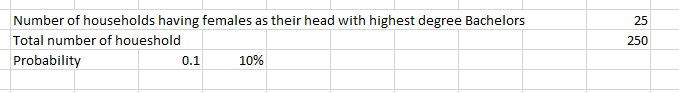 Number of households having females as their head with highest degree Bachelors 25
Total number of houeshold 250
Probability 0.1 10%